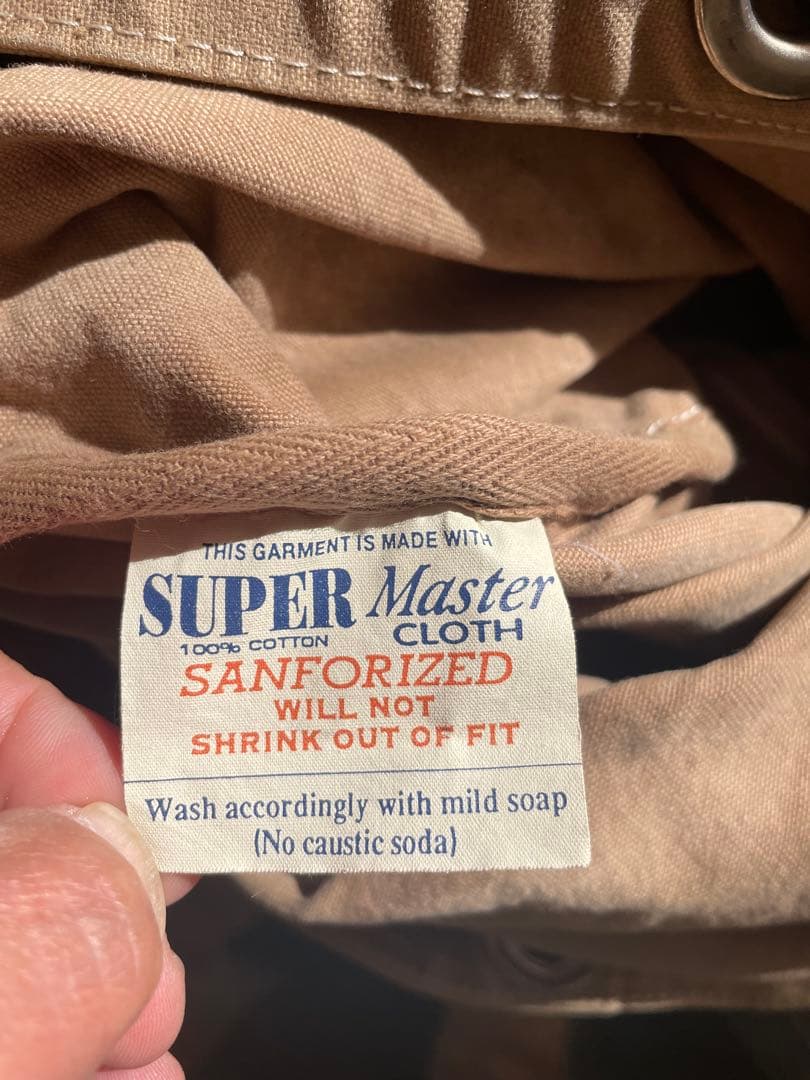 THIS GARMENT IS MADE WITH
SUPER Master
100% COTTON CLOTH
SANFORIZED
WILL NOT
SHRINK OUT OF FIT
Wash accordingly with mild soap
(No caustic soda)